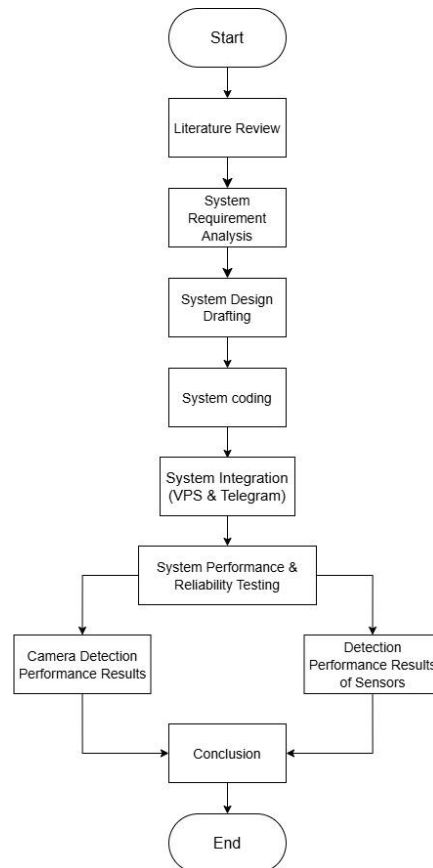 Start
Literature Review
System
Requirement
Analysis
System Design
Drafting
System coding
System Integration
(VPS & Telegram)
System Performance &
Reliability Testing
Camera Detection
Performance Results
Detection
Performance Results
of Sensors
Conclusion
End